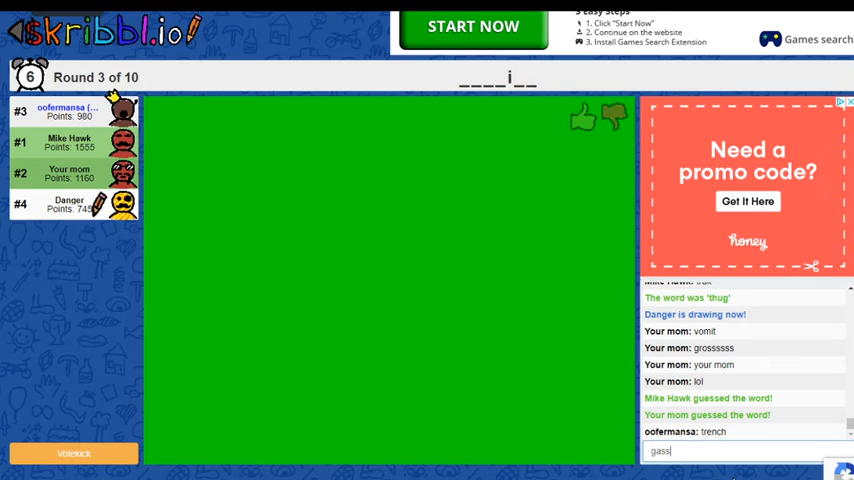 skribbl.io
START NOW
3 Easy Steps
1. Click "Start Now"
2. Continue on the website
3. Install Games Search Extension
Games search
6
Round 3 of 10
____i__
#3
oofermansa (...
Points: 980
#1
Mike Hawk
Points: 1555
#2
Your mom
Points: 1160
#4
Danger
Points: 745
Need a
promo code?
Get It Here
honey
The word was 'thug'
Danger is drawing now!
Your mom: vomit
Your mom: grossssss
Your mom: your mom
Your mom: lol
Mike Hawk guessed the word!
Your mom guessed the word!
oofermansa: trench
gass
Votekick